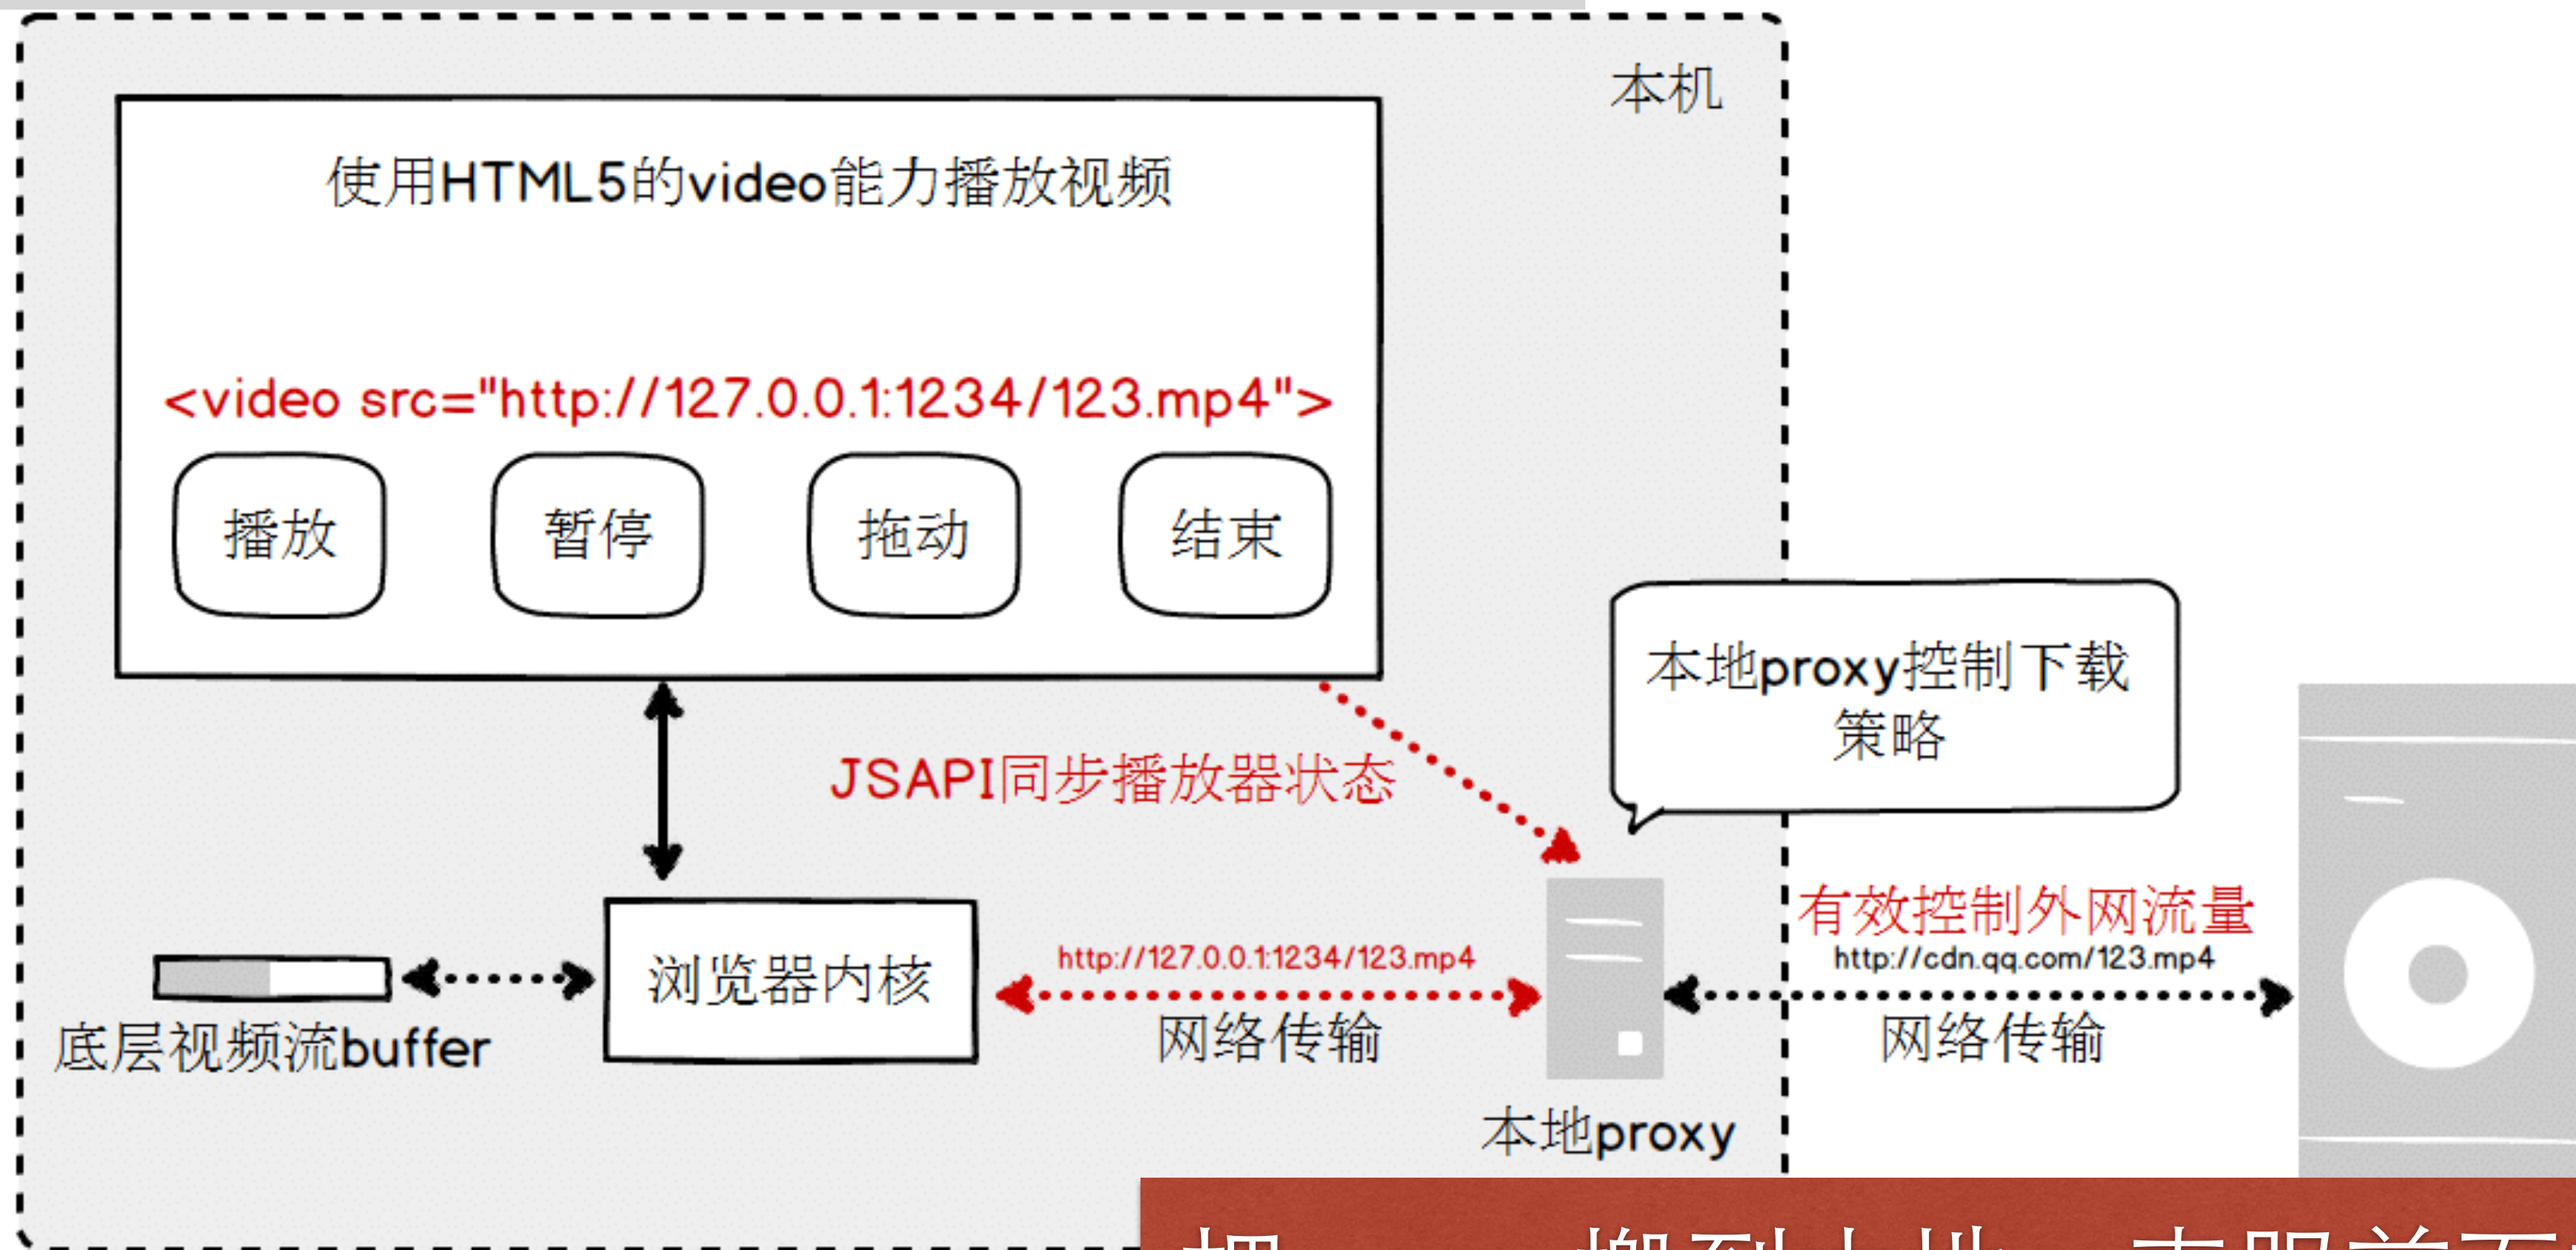 本机
使用HTML5的video能力播放视频
<video src="http://127.0.0.1:1234/123.mp4">
播放
暂停
拖动
结束
本地proxy控制下载
策略
JSAPI同步播放器状态
有效控制外网流量
http://127.0.0.1:1234/123.mp4
http://cdn.qq.com/123.mp4
浏览器内核
网络传输
网络传输
底层视频流buffer
本地proxy